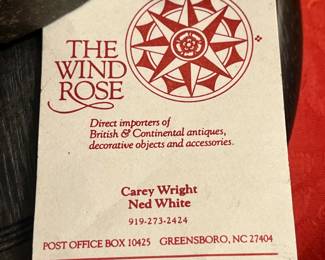 THE
WIND
ROSE
Direct importers of
British & Continental antiques,
decorative objects and accessories.
Carey Wright
Ned White
919-273-2424
POST OFFICE BOX 10425 GREENSBORO, NC 27404